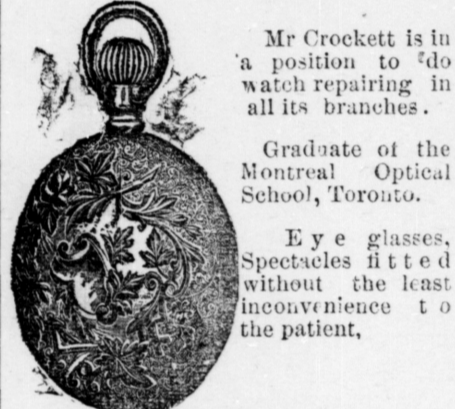 Mr Crockett is in
a position to do
watch repairing in
all its branches.
Graduate of the
Montreal Optical
School, Toronto.
Eye glasses,
Spectacles fitted
without the least
inconvenience to
the patient,